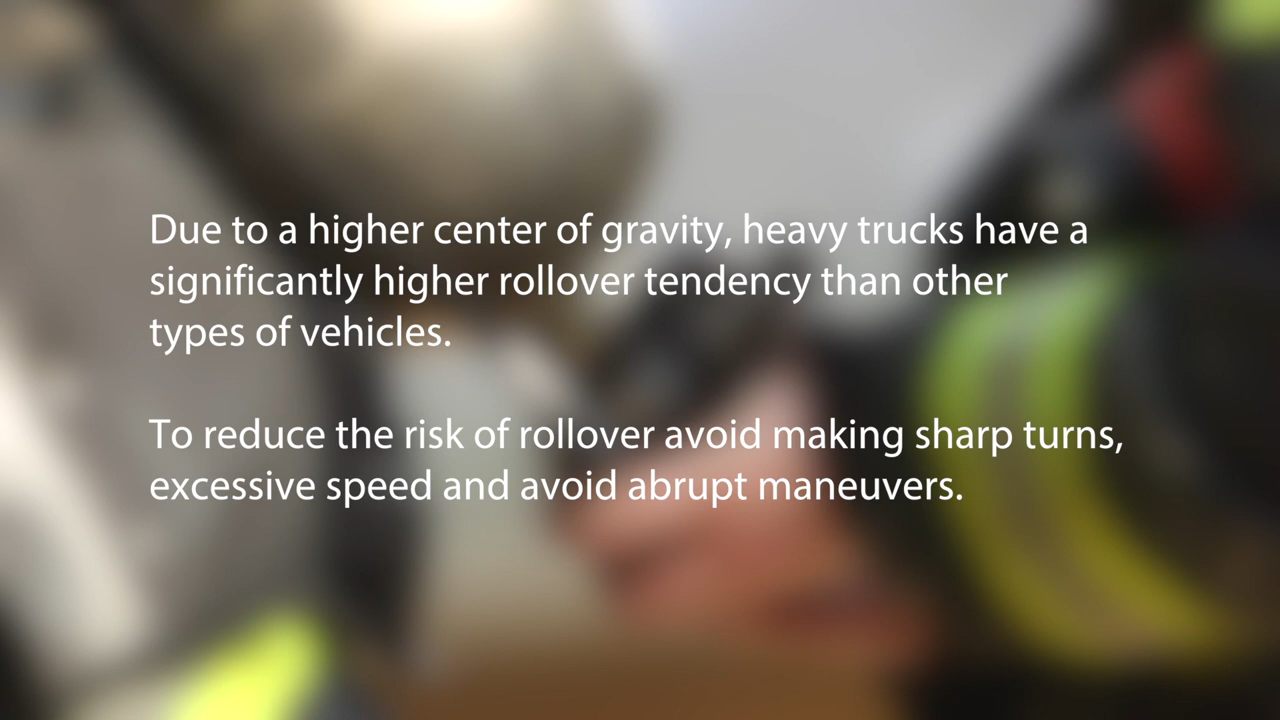 Due to a higher center of gravity, heavy trucks have a
significantly higher rollover tendency than other
types of vehicles.
To reduce the risk of rollover avoid making sharp turns,
excessive speed and avoid abrupt maneuvers.